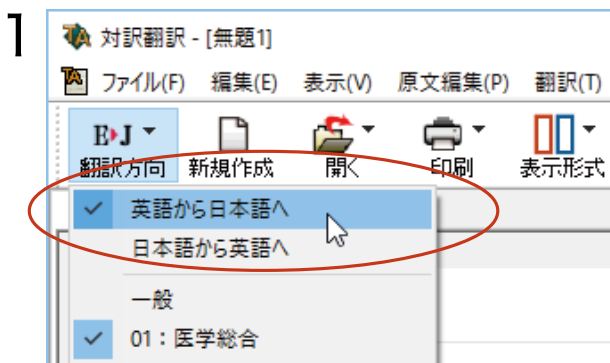 1
対訳翻訳 - [無題1]
ファイル(F) 編集(E) 表示(V) 原文編集(P) 翻訳(T)
E▶J
翻訳方向 新規作成 開く 印刷 表示形式
英語から日本語へ
日本語から英語へ
一般
01：医学総合